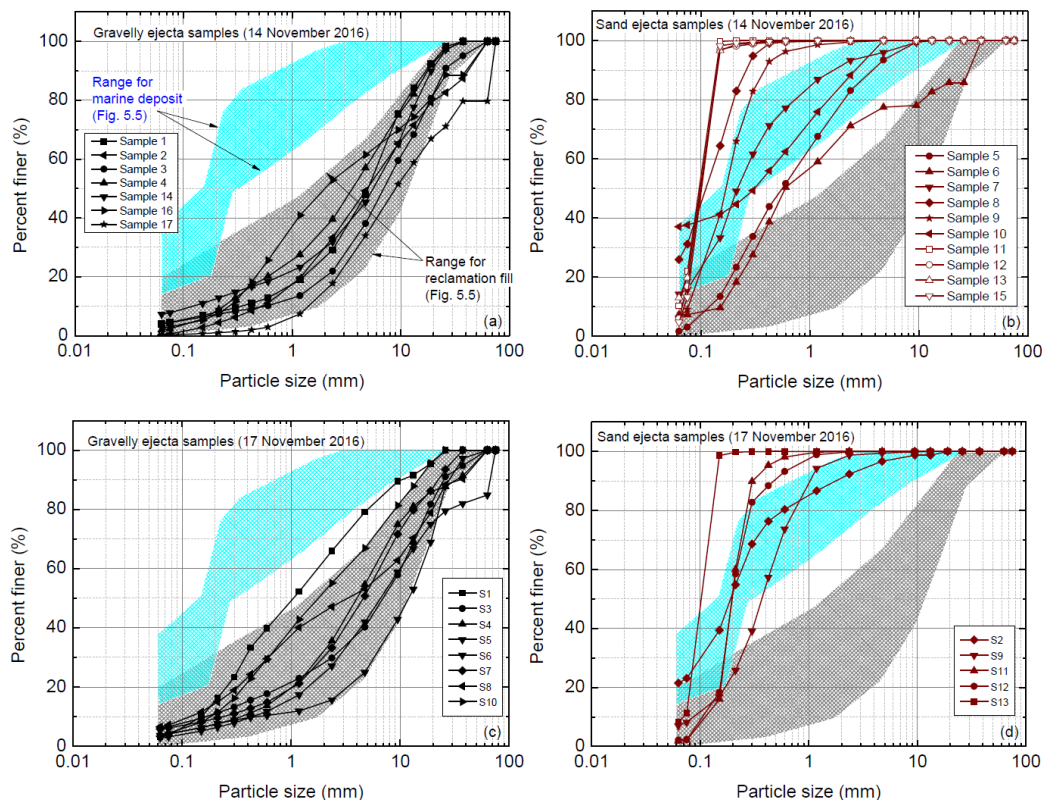 Gravelly ejecta samples (14 November 2016)
100
80
60
40
20
0
Percent finer (%)
Range for
marine deposit
(Fig. 5.5)
Sample 1
Sample 2
Sample 3
Sample 4
Sample 14
Sample 16
Sample 17
Range for
reclamation fill
(Fig. 5.5)
(a)
0.01 0.1 1 10 100
Particle size (mm)
Sand ejecta samples (14 November 2016)
100
80
60
40
20
0
Percent finer (%)
Sample 5
Sample 6
Sample 7
Sample 8
Sample 9
Sample 10
Sample 11
Sample 12
Sample 13
Sample 15
(b)
0.01 0.1 1 10 100
Particle size (mm)
Gravelly ejecta samples (17 November 2016)
100
80
60
40
20
0
Percent finer (%)
S1
S3
S4
S5
S6
S7
S8
S10
(c)
0.01 0.1 1 10 100
Particle size (mm)
Sand ejecta samples (17 November 2016)
100
80
60
40
20
0
Percent finer (%)
S2
S9
S11
S12
S13
(d)
0.01 0.1 1 10 100
Particle size (mm)